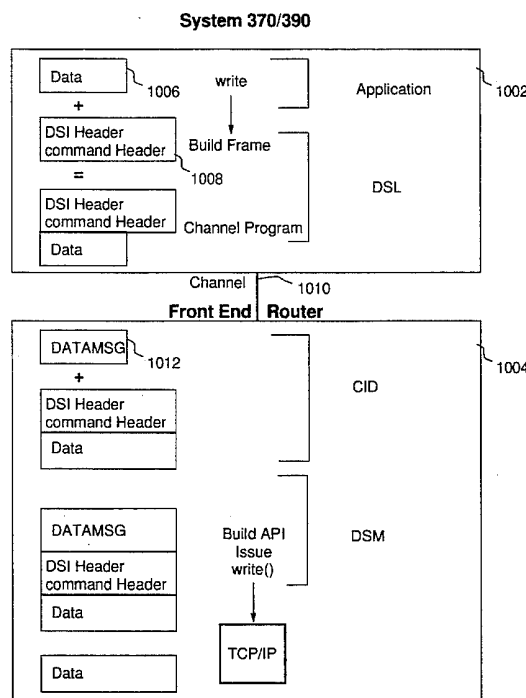 System 370/390
Data
1006
write
Application
1002
+
DSI Header
command Header
1008
Build Frame
=
DSI Header
command Header
Data
Channel Program
DSL
Channel
1010
Front End Router
DATAMSG
1012
1004
+
CID
DSI Header
command Header
Data
DATAMSG
DSI Header
command Header
Data
Build API
Issue
write()
DSM
TCP/IP
Data